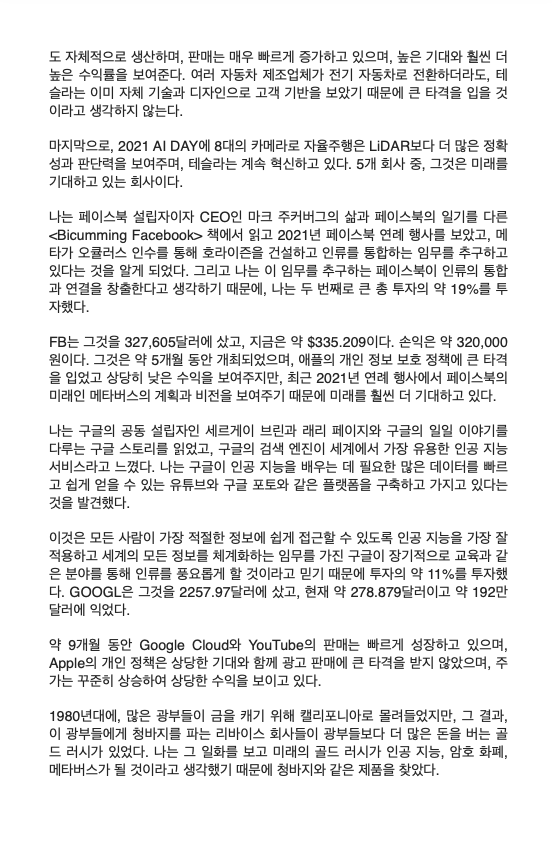 도 자체적으로 생산하며, 판매는 매우 빠르게 증가하고 있으며, 높은 기대와 훨씬 더
높은 수익률을 보여준다. 여러 자동차 제조업체가 전기 자동차로 전환하더라도, 테
슬라는 이미 자체 기술과 디자인으로 고객 기반을 보았기 때문에 큰 타격을 입을 것
이라고 생각하지 않는다.
마지막으로, 2021 AI DAY에 8대의 카메라로 자율주행은 LiDAR보다 더 많은 정확
성과 판단력을 보여주며, 테슬라는 계속 혁신하고 있다. 5개 회사 중, 그것은 미래를
기대하고 있는 회사이다.
나는 페이스북 설립자이자 CEO인 마크 주커버그의 삶과 페이스북의 일기를 다른
<Bicumming Facebook> 책에서 읽고 2021년 페이스북 연례 행사를 보았고, 메
타가 오큘러스 인수를 통해 호라이즌을 건설하고 인류를 통합하는 임무를 추구하고
있다는 것을 알게 되었다. 그리고 나는 이 임무를 추구하는 페이스북이 인류의 통합
과 연결을 창출한다고 생각하기 때문에, 나는 두 번째로 큰 총 투자의 약 19%를 투
자했다.
FB는 그것을 327,605달러에 샀고, 지금은 약 $335.209이다. 손익은 약 320,000
원이다. 그것은 약 5개월 동안 개최되었으며, 애플의 개인 정보 보호 정책에 큰 타격
을 입었고 상당히 낮은 수익을 보여주지만, 최근 2021년 연례 행사에서 페이스북의
미래인 메타버스의 계획과 비전을 보여주기 때문에 미래를 훨씬 더 기대하고 있다.
나는 구글의 공동 설립자인 세르게이 브린과 래리 페이지와 구글의 일일 이야기를
다루는 구글 스토리를 읽었고, 구글의 검색 엔진이 세계에서 가장 유용한 인공 지능
서비스라고 느꼈다. 나는 구글이 인공 지능을 배우는 데 필요한 많은 데이터를 빠르
고 쉽게 얻을 수 있는 유튜브와 구글 포토와 같은 플랫폼을 구축하고 가지고 있다는
것을 발견했다.
이것은 모든 사람이 가장 적절한 정보에 쉽게 접근할 수 있도록 인공 지능을 가장 잘
적용하고 세계의 모든 정보를 체계화하는 임무를 가진 구글이 장기적으로 교육과 같
은 분야를 통해 인류를 풍요롭게 할 것이라고 믿기 때문에 투자의 약 11%를 투자했
다. GOOGL은 그것을 2257.97달러에 샀고, 현재 약 278.879달러이고 약 192만
달러에 익었다.
약 9개월 동안 Google Cloud와 YouTube의 판매는 빠르게 성장하고 있으며,
Apple의 개인 정책은 상당한 기대와 함께 광고 판매에 큰 타격을 받지 않았으며, 주
가는 꾸준히 상승하여 상당한 수익을 보이고 있다.
1980년대에, 많은 광부들이 금을 캐기 위해 캘리포니아로 몰려들었지만, 그 결과,
이 광부들에게 청바지를 파는 리바이스 회사들이 광부들보다 더 많은 돈을 버는 골
드 러시가 있었다. 나는 그 일화를 보고 미래의 골드 러시가 인공 지능, 암호 화폐,
메타버스가 될 것이라고 생각했기 때문에 청바지와 같은 제품을 찾았다.